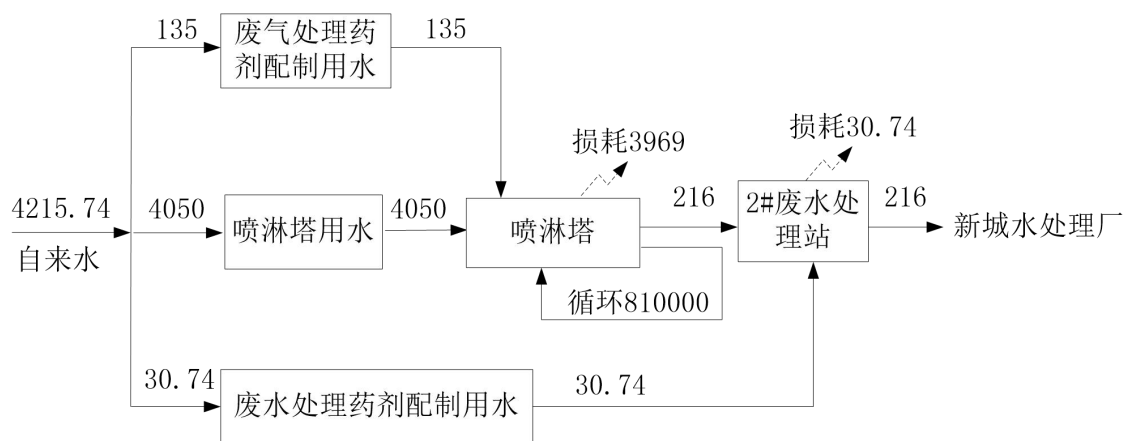 135
废气处理药
剂配制用水
135
损耗3969
损耗30.74
4215.74
自来水
4050
喷淋塔用水
4050
喷淋塔
216
2#废水处
理站
216
新城水处理厂
循环810000
30.74
废水处理药剂配制用水
30.74